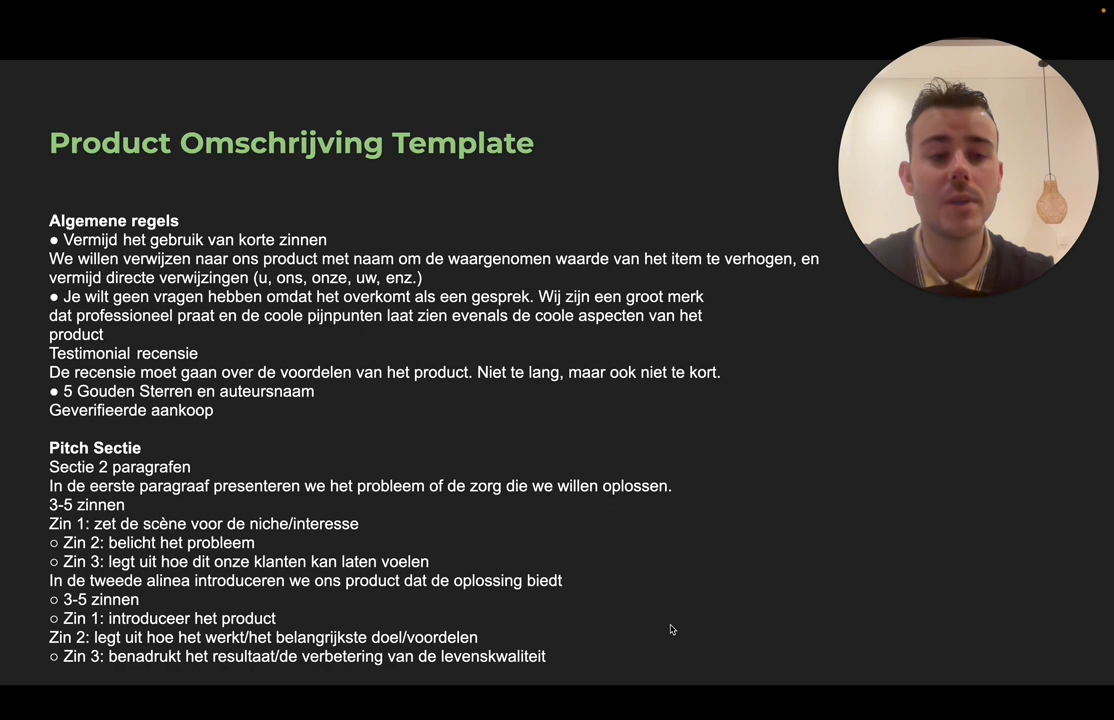 Product Omschrijving Template
Algemene regels
● Vermijd het gebruik van korte zinnen
We willen verwijzen naar ons product met naam om de waargenomen waarde van het item te verhogen, en
vermijd directe verwijzingen (u, ons, onze, uw, enz.)
● Je wilt geen vragen hebben omdat het overkomt als een gesprek. Wij zijn een groot merk
dat professioneel praat en de coole pijnpunten laat zien evenals de coole aspecten van het
product
Testimonial recensie
De recensie moet gaan over de voordelen van het product. Niet te lang, maar ook niet te kort.
● 5 Gouden Sterren en auteursnaam
Geverifieerde aankoop
Pitch Sectie
Sectie 2 paragrafen
In de eerste paragraaf presenteren we het probleem of de zorg die we willen oplossen.
3-5 zinnen
Zin 1: zet de scène voor de niche/interesse
○ Zin 2: belicht het probleem
○ Zin 3: legt uit hoe dit onze klanten kan laten voelen
In de tweede alinea introduceren we ons product dat de oplossing biedt
○ 3-5 zinnen
○ Zin 1: introduceer het product
Zin 2: legt uit hoe het werkt/het belangrijkste doel/voordelen
○ Zin 3: benadrukt het resultaat/de verbetering van de levenskwaliteit